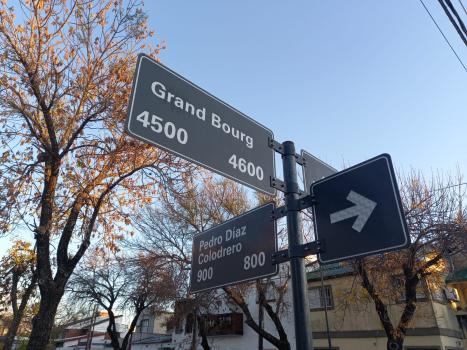 Grand Bourg
4500 4600
Pedro Díaz
Colodrero
900 800